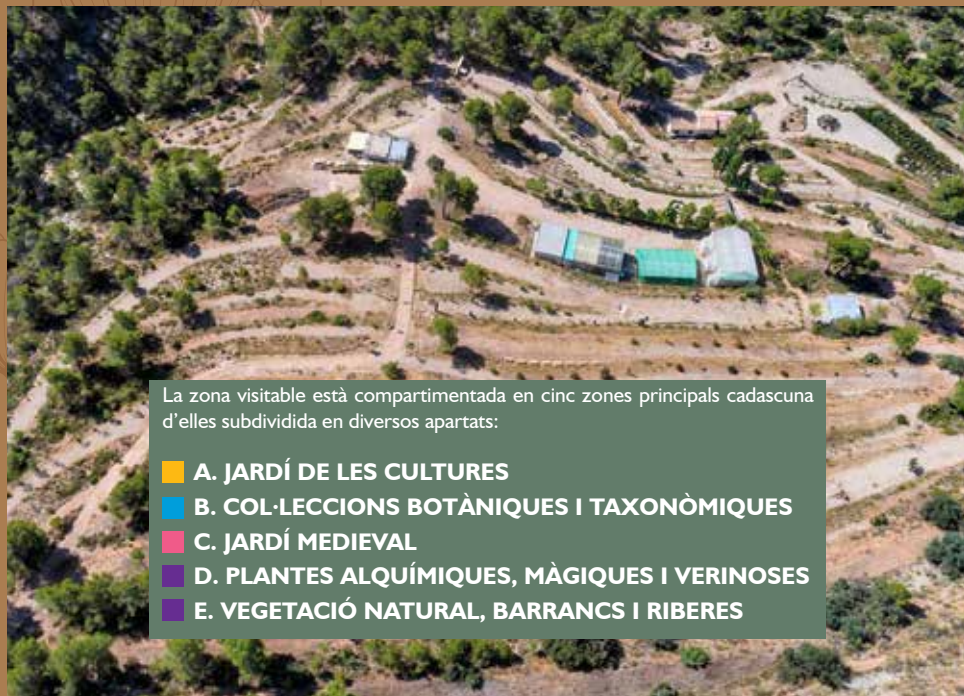 La zona visitable està compartimentada en cinc zones principals cadascuna
d'elles subdividida en diversos apartats:
A. JARDÍ DE LES CULTURES
B. COL·LECCIONS BOTÀNIQUES I TAXONÒMIQUES
C. JARDÍ MEDIEVAL
D. PLANTES ALQUÍMIQUES, MÀGIQUES I VERINOSES
E. VEGETACIÓ NATURAL, BARRANCS I RIBERES